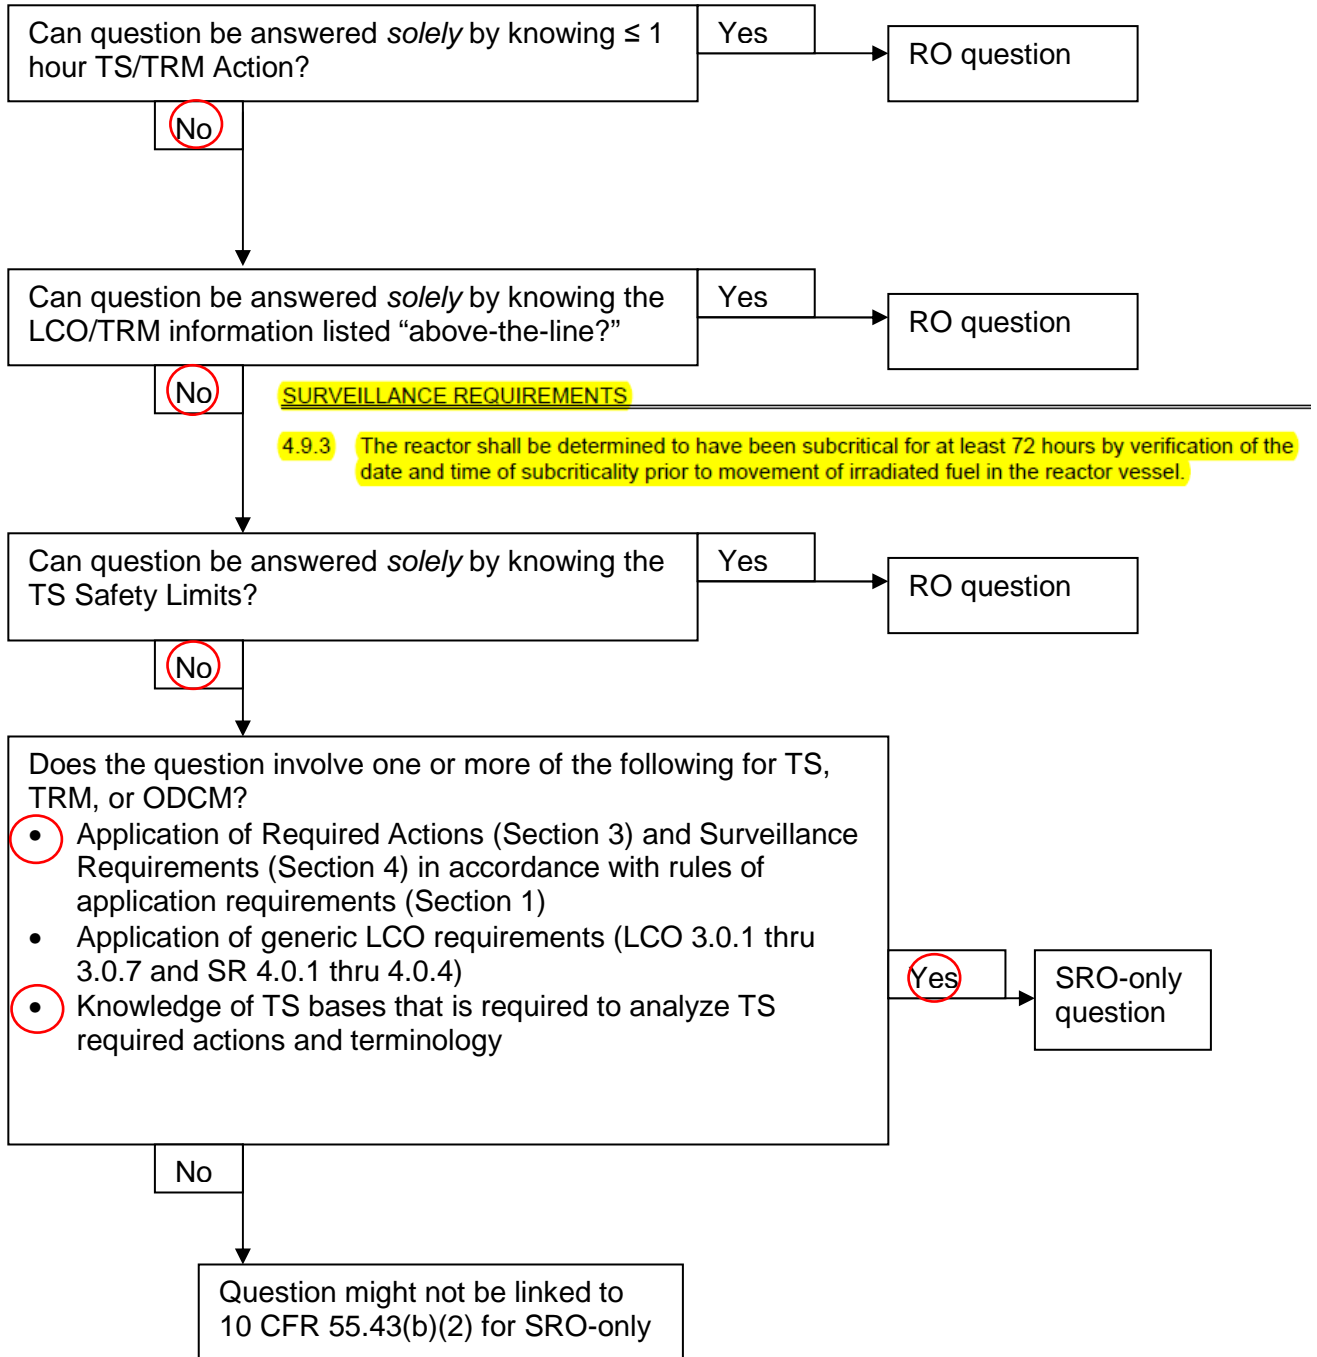 Can question be answered solely by knowing ≤ 1
hour TS/TRM Action?
Yes
RO question
No
Can question be answered solely by knowing the
LCO/TRM information listed “above-the-line?”
Yes
RO question
No
SURVEILLANCE REQUIREMENTS
4.9.3 The reactor shall be determined to have been subcritical for at least 72 hours by verification of the
date and time of subcriticality prior to movement of irradiated fuel in the reactor vessel.
Can question be answered solely by knowing the
TS Safety Limits?
Yes
RO question
No
Does the question involve one or more of the following for TS,
TRM, or ODCM?
• Application of Required Actions (Section 3) and Surveillance
Requirements (Section 4) in accordance with rules of
application requirements (Section 1)
• Application of generic LCO requirements (LCO 3.0.1 thru
3.0.7 and SR 4.0.1 thru 4.0.4)
• Knowledge of TS bases that is required to analyze TS
required actions and terminology
Yes
SRO-only
question
No
Question might not be linked to
10 CFR 55.43(b)(2) for SRO-only